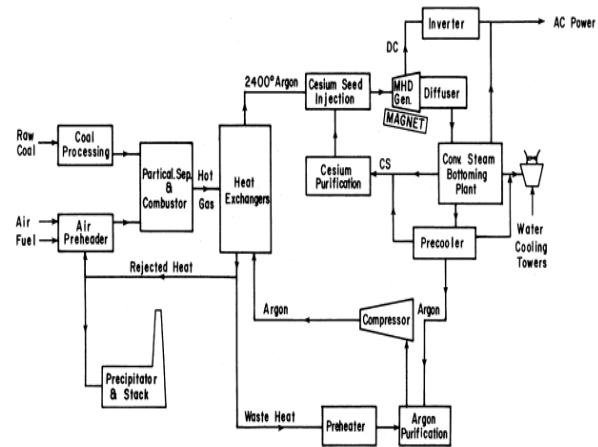 Inverter
AC Power
DC
2400° Argon
Cesium Seed
Injection
MHD
Gen.
Diffuser
MAGNET
Raw
Coal
Coal
Processing
Partical.Sep.
&
Combustor
Hot
Gas
Heat
Exchangers
Cesium
Purification
CS
Conv. Steam
Bottoming
Plant
Air
Fuel
Air
Preheader
Precooler
Water
Cooling
Towers
Rejected Heat
Argon
Compressor
Argon
Precipitator
& Stack
Waste Heat
Preheater
Argon
Purification